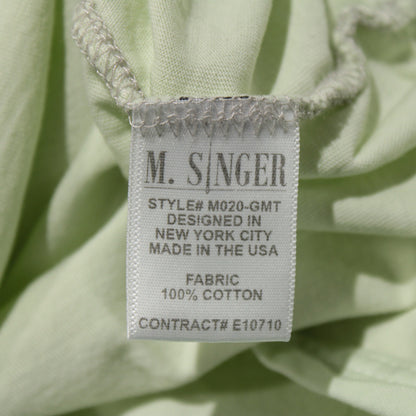 M. SINGER
STYLE# M020-GMT
DESIGNED IN
NEW YORK CITY
MADE IN THE USA
FABRIC
100% COTTON
CONTRACT# E10710